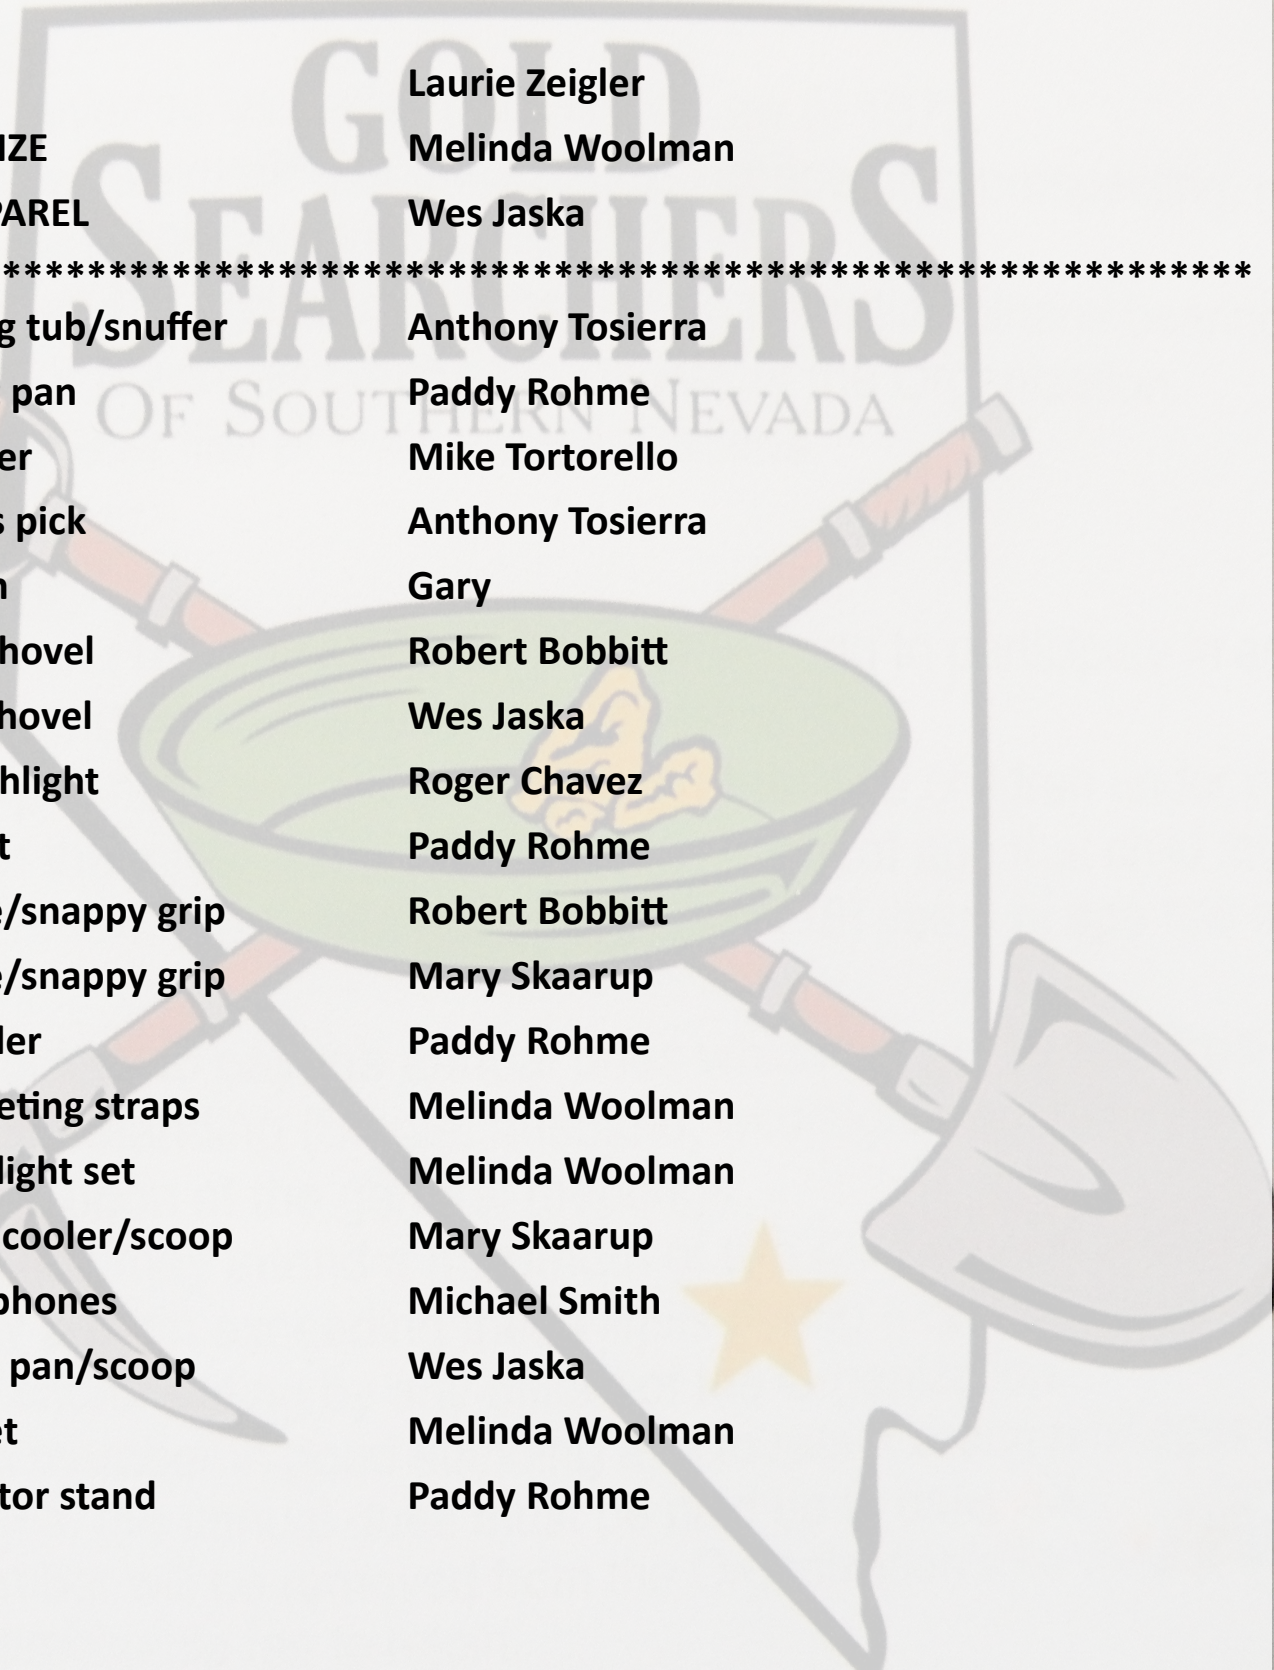 GOLD
SEARCHERS
OF SOUTHERN NEVADA
Laurie Zeigler
IZE Melinda Woolman
PAREL Wes Jaska
***********************************************************
g tub/snuffer Anthony Tosierra
pan Paddy Rohme
er Mike Tortorello
s pick Anthony Tosierra
n Gary
hovel Robert Bobbitt
hovel Wes Jaska
hlight Roger Chavez
t Paddy Rohme
e/snappy grip Robert Bobbitt
e/snappy grip Mary Skaarup
ler Paddy Rohme
eting straps Melinda Woolman
light set Melinda Woolman
cooler/scoop Mary Skaarup
phones Michael Smith
pan/scoop Wes Jaska
et Melinda Woolman
tor stand Paddy Rohme